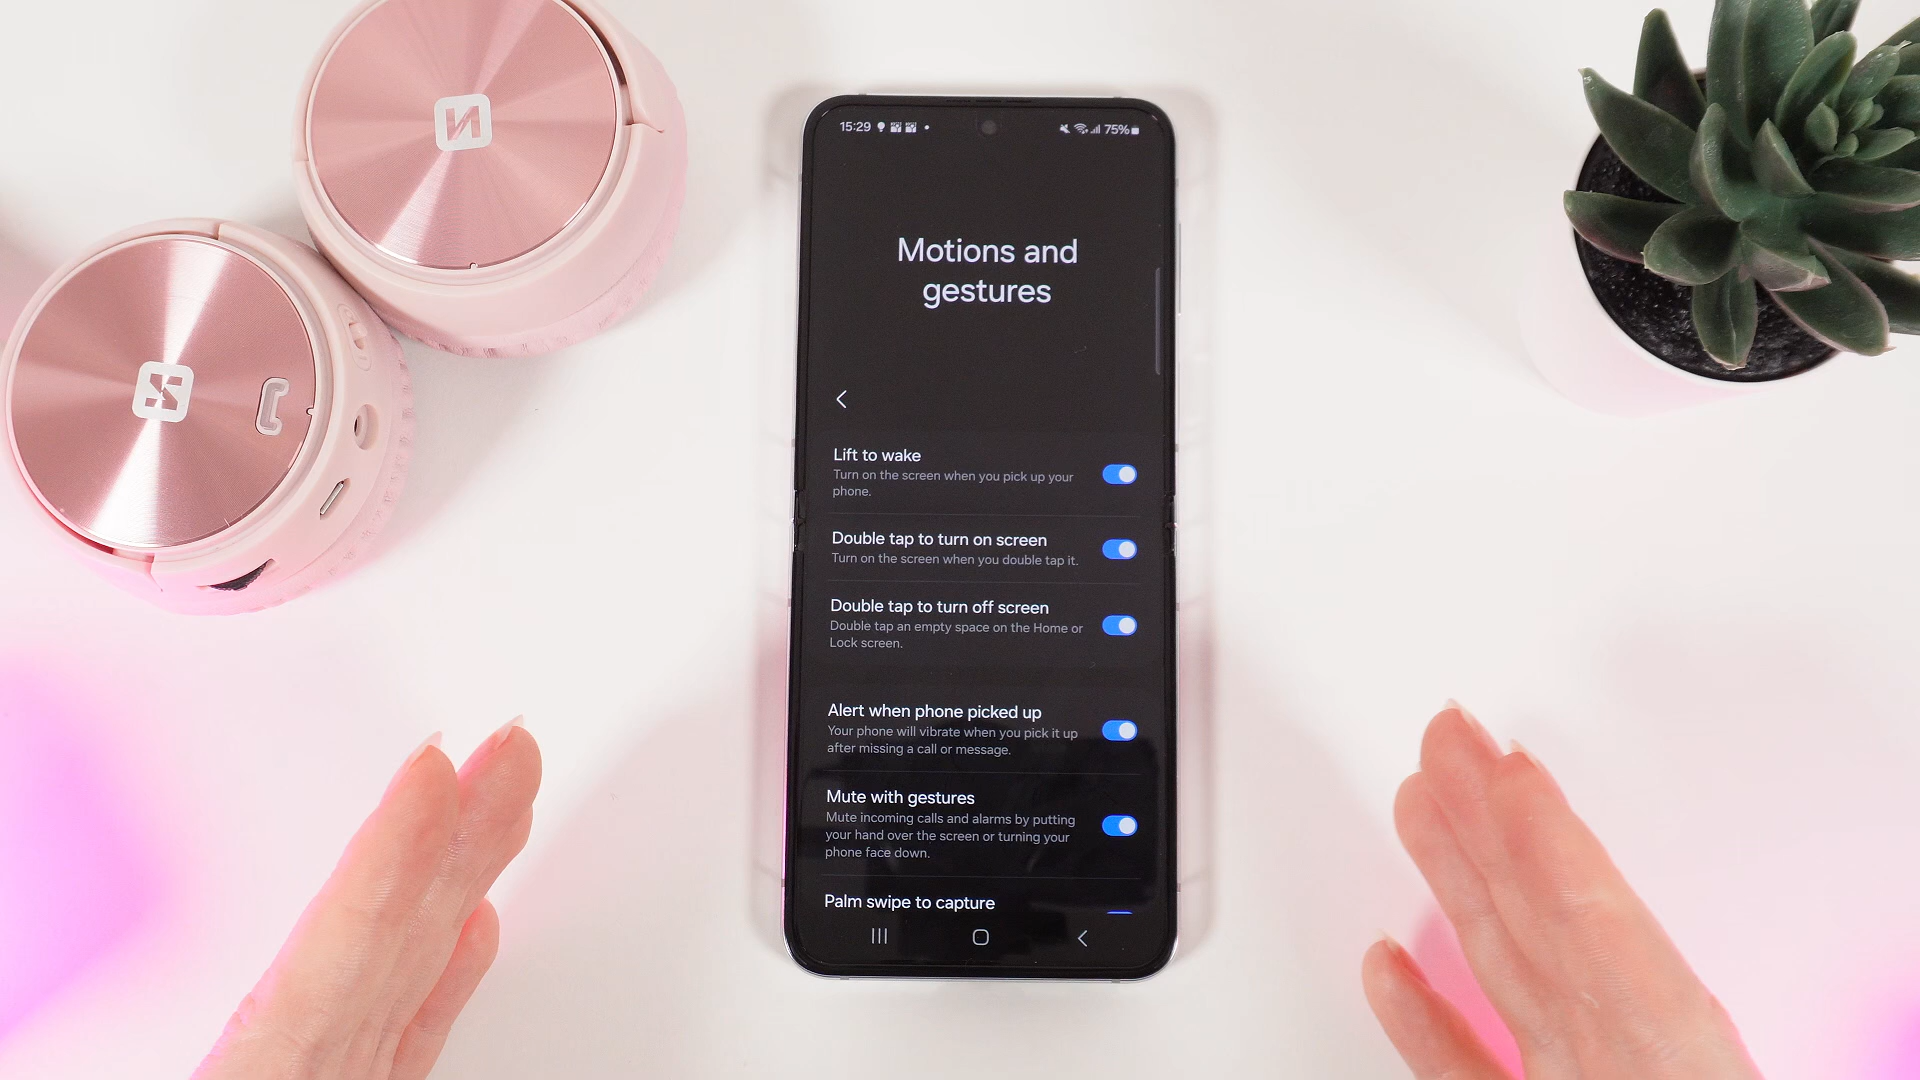 15:29
75%
Motions and
gestures
Lift to wake
Turn on the screen when you pick up your
phone.
Double tap to turn on screen
Turn on the screen when you double tap it.
Double tap to turn off screen
Double tap an empty space on the Home or
Lock screen.
Alert when phone picked up
Your phone will vibrate when you pick it up
after missing a call or message.
Mute with gestures
Mute incoming calls and alarms by putting
your hand over the screen or turning your
phone face down.
Palm swipe to capture